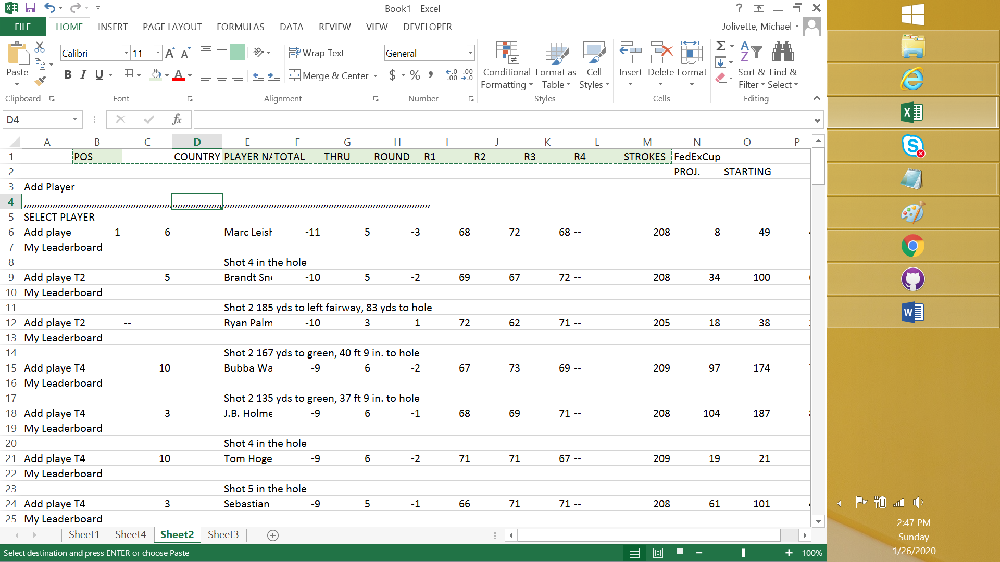 Book1 - Excel
?
FILE HOME INSERT PAGE LAYOUT FORMULAS DATA REVIEW VIEW DEVELOPER Jolivette, Michael
Calibri 11 A A Wrap Text General
Paste B I U A Merge & Center $ % , Conditional Formatting Format as Table Cell Styles Insert Delete Format Sort & Filter Find & Select
Clipboard Font Alignment Number Styles Cells Editing
D4 fx
A B C D E F G H I J K L M N O P
1 POS COUNTRY PLAYER NA TOTAL THRU ROUND R1 R2 R3 R4 STROKES FedExCup
2 PROJ. STARTING
3 Add Player
4
5 SELECT PLAYER
6 Add playe 1 6 Marc Leish -11 5 -3 68 72 68 -- 208 8 49
7 My Leaderboard
8 Shot 4 in the hole
9 Add playe T2 5 Brandt Sne -10 5 -2 69 67 72 -- 208 34 100
10 My Leaderboard
11 Shot 2 185 yds to left fairway, 83 yds to hole
12 Add playe T2 -- Ryan Palm -10 3 1 72 62 71 -- 205 18 38
13 My Leaderboard
14 Shot 2 167 yds to green, 40 ft 9 in. to hole
15 Add playe T4 10 Bubba Wa -9 6 -2 67 73 69 -- 209 97 174
16 My Leaderboard
17 Shot 2 135 yds to green, 37 ft 9 in. to hole
18 Add playe T4 3 J.B. Holme -9 6 -1 68 69 71 -- 208 104 187
19 My Leaderboard
20 Shot 4 in the hole
21 Add playe T4 10 Tom Hoge -9 6 -2 71 71 67 -- 209 19 21
22 My Leaderboard
23 Shot 5 in the hole
24 Add playe T4 3 Sebastian -9 5 -1 66 71 71 -- 208 61 101
25 My Leaderboard
Sheet1 Sheet4 Sheet2 Sheet3
Select destination and press ENTER or choose Paste 100%
2:47 PM
Sunday
1/26/2020